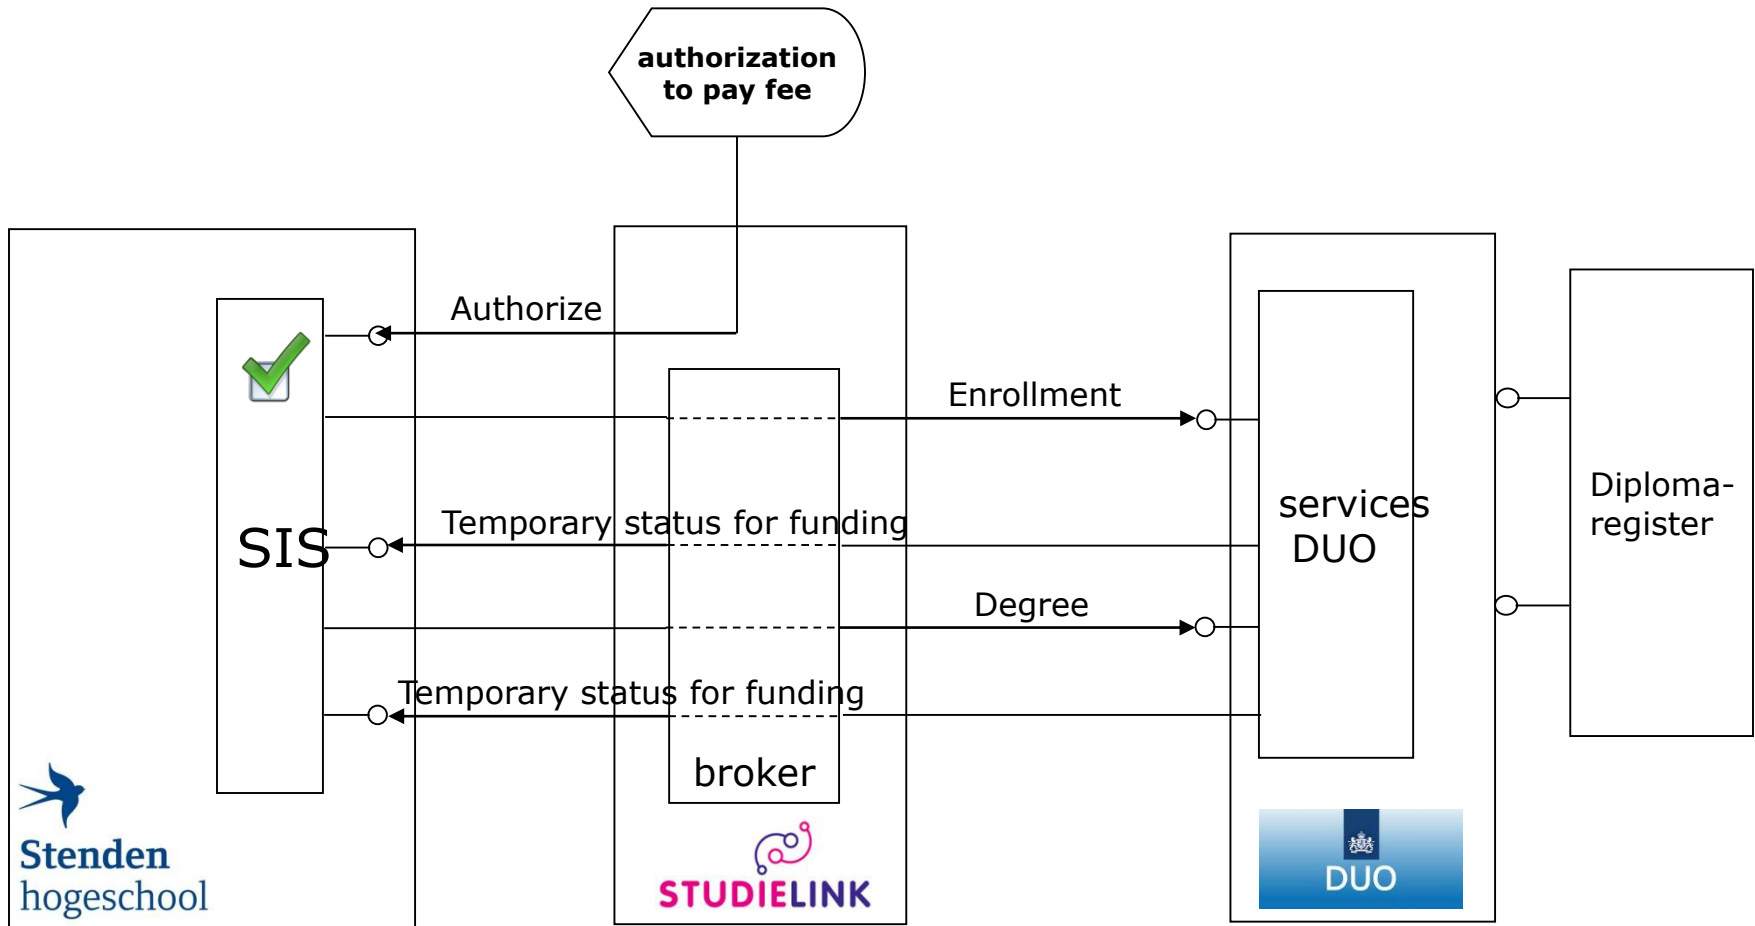 authorization
to pay fee
Authorize
Enrollment
Temporary status for funding
SIS
services
DUO
Diploma-
register
Degree
Temporary status for funding
broker
Stenden
hogeschool
STUDIELINK
DUO